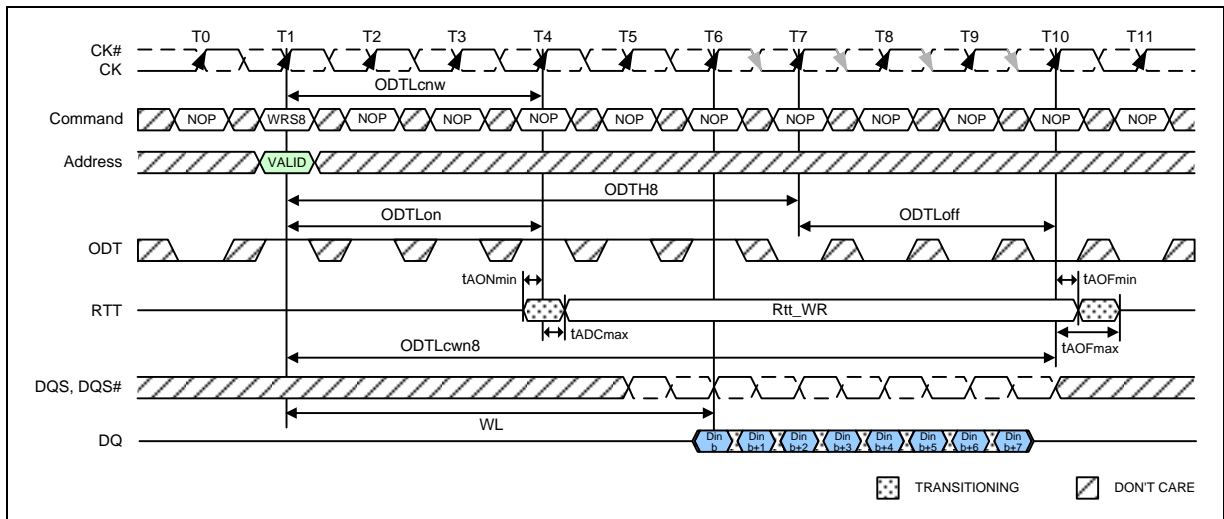 T0 T1 T2 T3 T4 T5 T6 T7 T8 T9 T10 T11
CK#
CK
ODTLcnw
Command NOP WRS8 NOP NOP NOP NOP NOP NOP NOP NOP NOP NOP
Address VALID
ODTH8
ODTLon ODTLoff
ODT
tAONmin tAOFmin
RTT Rtt_WR
tADCmax
tAOFmax
ODTLcwn8
DQS, DQS#
WL
DQ Din b Din b+1 Din b+2 Din b+3 Din b+4 Din b+5 Din b+6 Din b+7
TRANSITIONING DON'T CARE